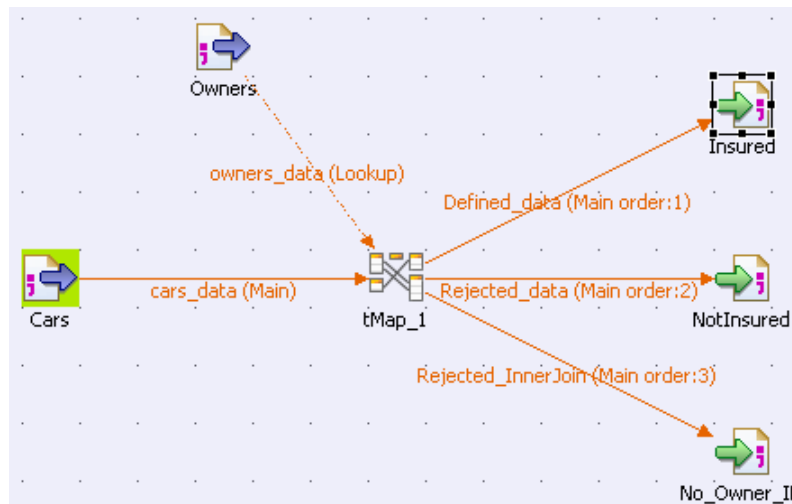 Owners
Insured
owners_data (Lookup)
Defined_data (Main order:1)
cars_data (Main)
Rejected_data (Main order:2)
Cars
tMap_1
NotInsured
Rejected_InnerJoin (Main order:3)